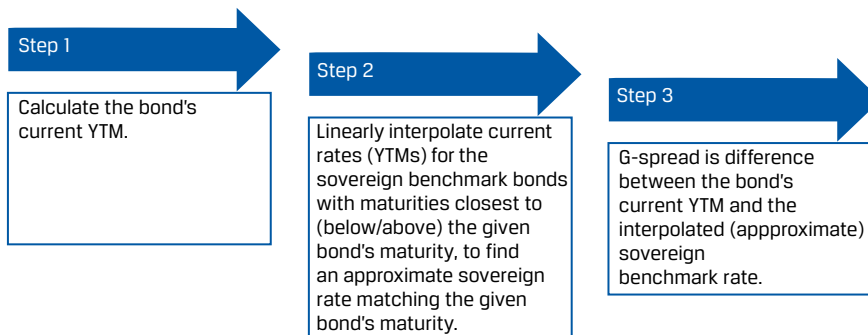 Step 1
Calculate the bond's
current YTM.
Step 2
Linearly interpolate current
rates (YTMs) for the
sovereign benchmark bonds
with maturities closest to
(below/above) the given
bond's maturity, to find
an approximate sovereign
rate matching the given
bond's maturity.
Step 3
G-spread is difference
between the bond's
current YTM and the
interpolated (appproximate)
sovereign
benchmark rate.